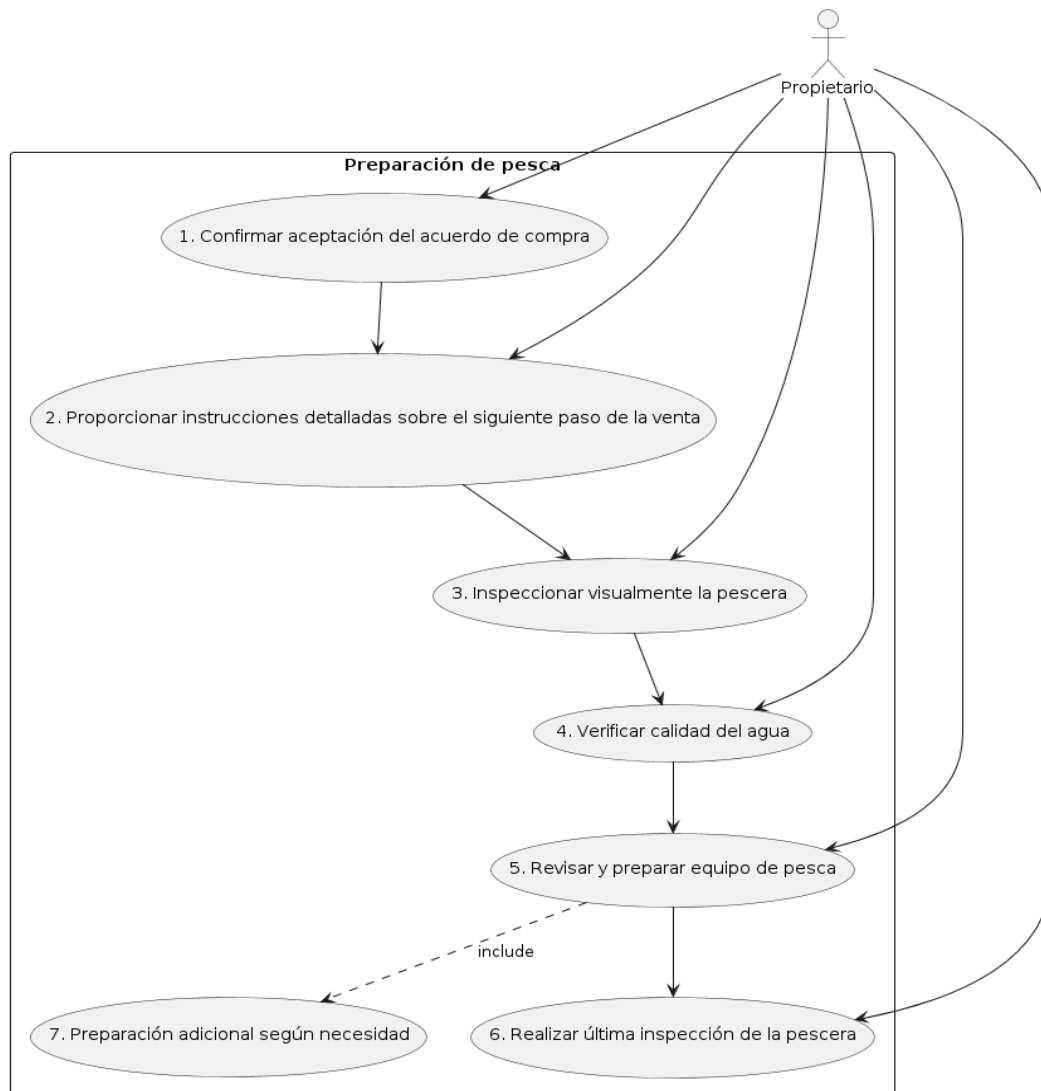 Propietario
Preparación de pesca
1. Confirmar aceptación del acuerdo de compra
2. Proporcionar instrucciones detalladas sobre el siguiente paso de la venta
3. Inspeccionar visualmente la pescera
4. Verificar calidad del agua
5. Revisar y preparar equipo de pesca
include
7. Preparación adicional según necesidad
6. Realizar última inspección de la pescera